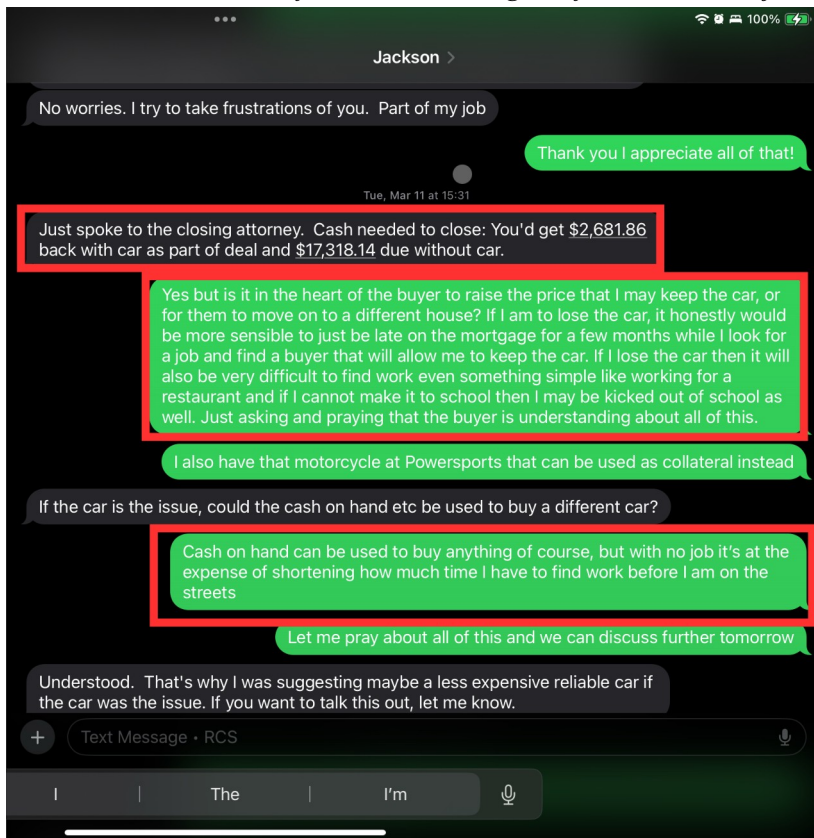 100%
Jackson >
No worries. I try to take frustrations of you.  Part of my job
Thank you I appreciate all of that!
Tue, Mar 11 at 15:31
Just spoke to the closing attorney.  Cash needed to close: You'd get $2,681.86
back with car as part of deal and $17,318.14 due without car.
Yes but is it in the heart of the buyer to raise the price that I may keep the car, or
for them to move on to a different house? If I am to lose the car, it honestly would
be more sensible to just be late on the mortgage for a few months while I look for
a job and find a buyer that will allow me to keep the car. If I lose the car then it will
also be very difficult to find work even something simple like working for a
restaurant and if I cannot make it to school then I may be kicked out of school as
well. Just asking and praying that the buyer is understanding about all of this.
I also have that motorcycle at Powersports that can be used as collateral instead
If the car is the issue, could the cash on hand etc be used to buy a different car?
Cash on hand can be used to buy anything of course, but with no job it's at the
expense of shortening how much time I have to find work before I am on the
streets
Let me pray about all of this and we can discuss further tomorrow
Understood.  That's why I was suggesting maybe a less expensive reliable car if
the car was the issue. If you want to talk this out, let me know.
Text Message • RCS
I The I'm